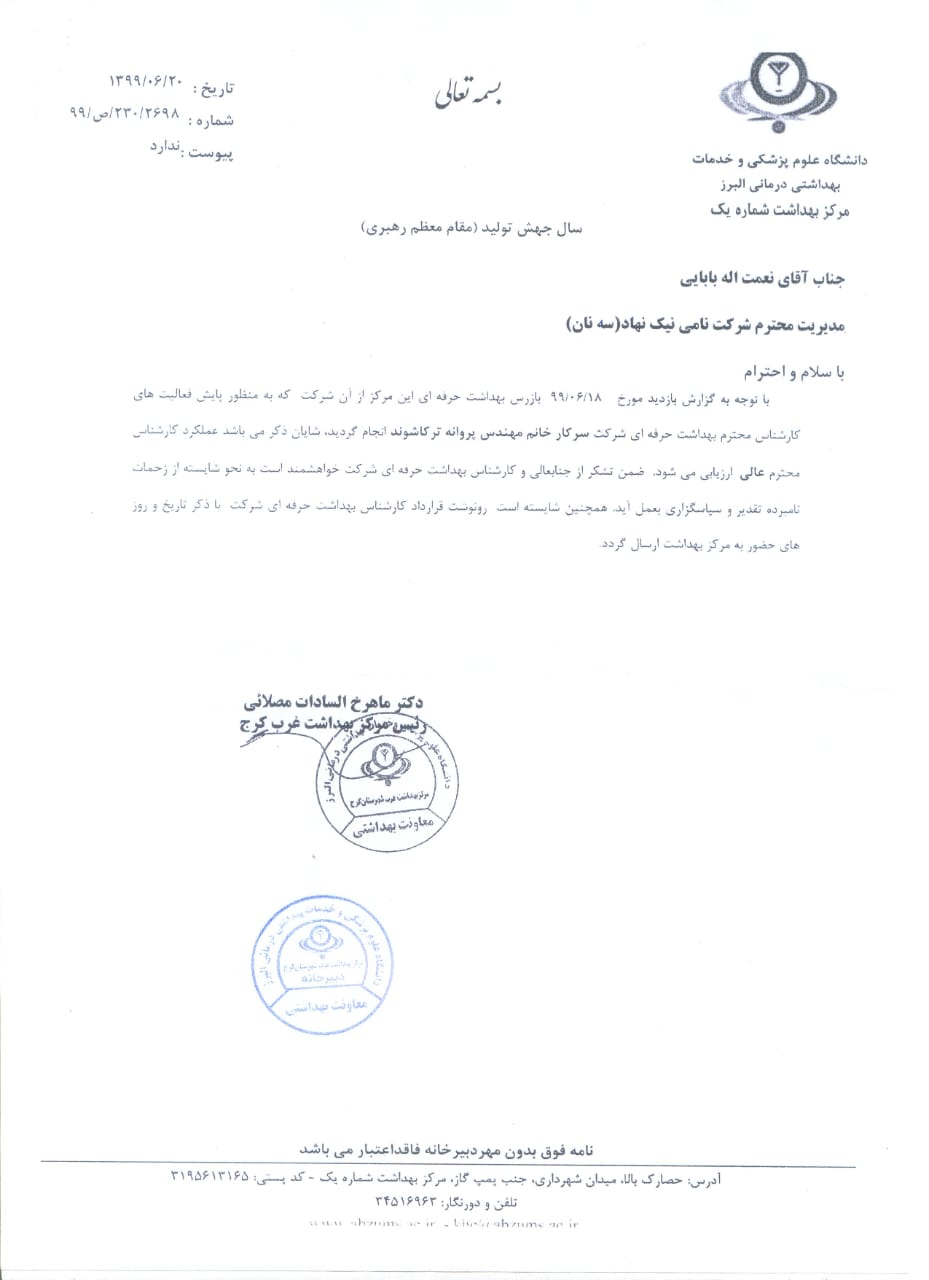 بسمه تعالی
دانشگاه علوم پزشکی و خدمات
بهداشتی درمانی البرز
مرکز بهداشت شماره یک
تاریخ : ۱۳۹۹/۰۶/۲۰
شماره : ۲۳۰/۲۶۹۸/ص/۹۹
پیوست :ندارد
سال جهش تولید (مقام معظم رهبری)
جناب آقای نعمت اله بابایی
مدیریت محترم شرکت نامی نیک نهاد(سه نان)
با سلام و احترام
با توجه به گزارش بازدید مورخ ۹۹/۰۶/۱۸ بازرس بهداشت حرفه ای این مرکز از آن شرکت که به منظور پایش فعالیت های
کارشناس محترم بهداشت حرفه ای شرکت سرکار خانم مهندس پروانه ترکاشوند انجام گردید، شایان ذکر می باشد عملکرد کارشناس
محترم عالی ارزیابی می شود. ضمن تشکر از جنابعالی و کارشناس بهداشت حرفه ای شرکت خواهشمند است به نحو شایسته از زحمات
نامبرده تقدیر و سپاسگزاری بعمل آید. همچنین شایسته است رونوشت قرارداد کارشناس بهداشت حرفه ای شرکت با ذکر تاریخ و روز
های حضور به مرکز بهداشت ارسال گردد.
دکتر ماهرخ السادات مصلائی
رئیس مرکز بهداشت غرب کرج
دانشگاه علوم پزشکی و خدمات بهداشتی درمانی البرز
مرکز بهداشت غرب شهرستان کرج
معاونت بهداشتی
دانشگاه علوم پزشکی و خدمات بهداشتی درمانی البرز
مرکز بهداشت غرب شهرستان کرج
دبیرخانه
معاونت بهداشتی
نامه فوق بدون مهردبیرخانه فاقداعتبار می باشد
آدرس: حصارک بالا، میدان شهرداری، جنب پمپ گاز، مرکز بهداشت شماره یک - کد پستی: ۳۱۹۵۶۱۳۱۶۵
تلفن و دورنگار: ۳۴۵۱۶۹۶۳